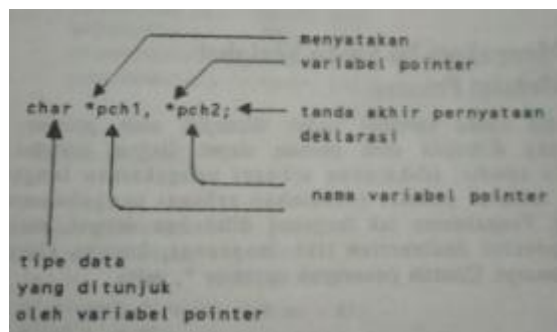 menyatakan
variabel pointer
char *pch1, *pch2;
tanda akhir pernyataan
deklarasi
nama variabel pointer
tipe data
yang ditunjuk
oleh variabel pointer